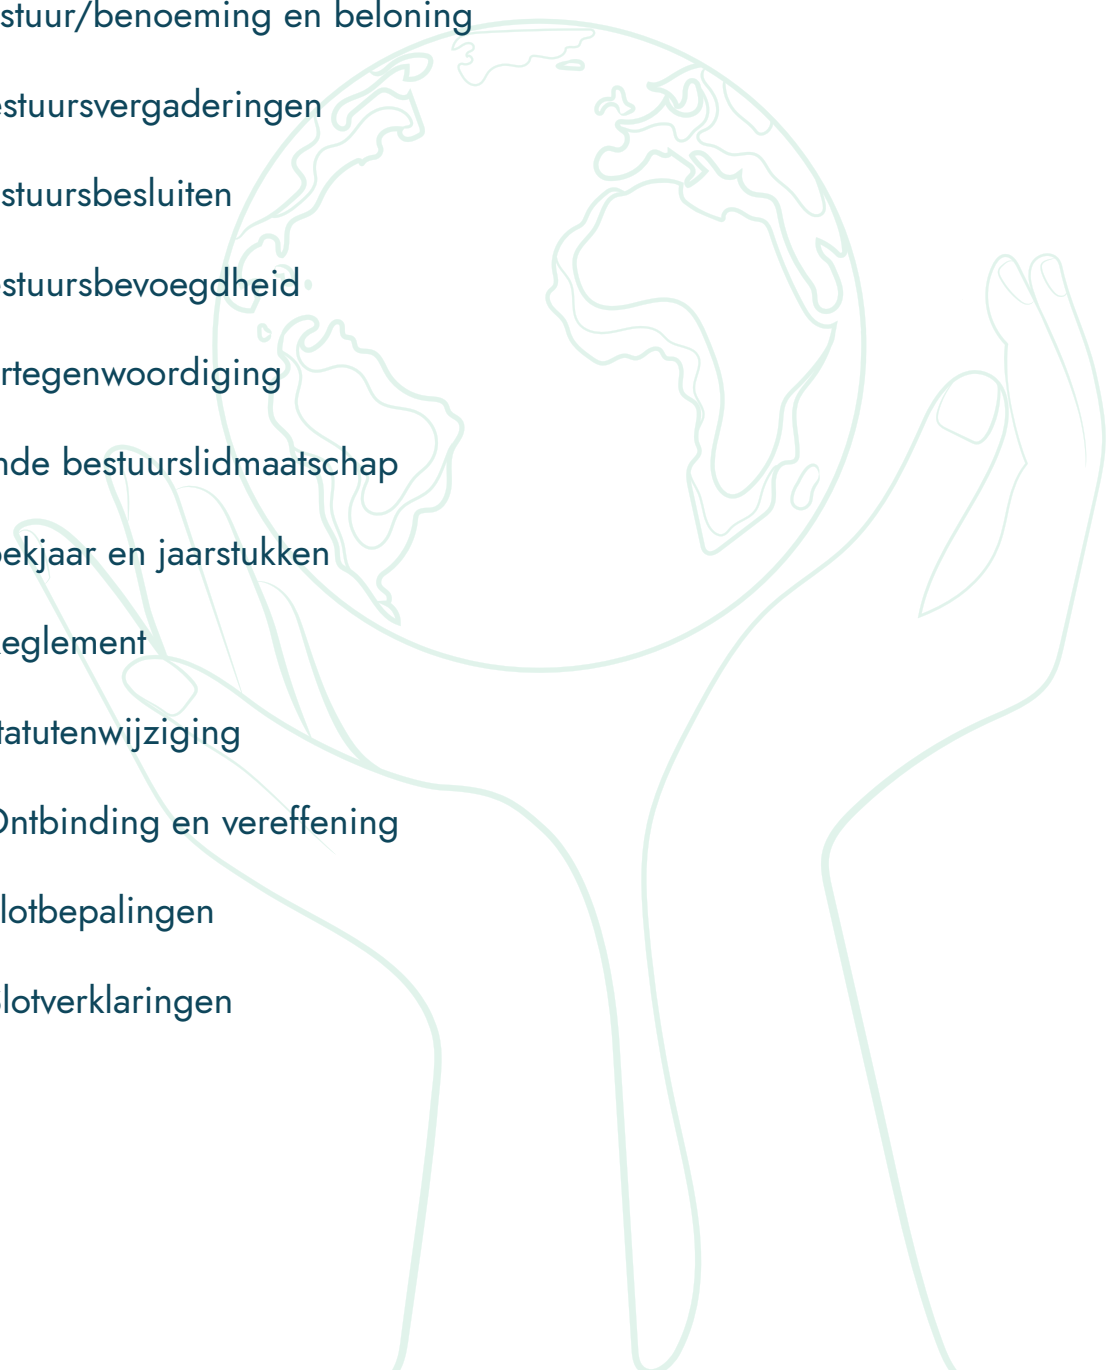 stuur/benoeming en beloning
estuursvergaderingen
stuursbesluiten
stuursbevoegdheid
rtegenwoordiging
nde bestuurslidmaatschap
oekjaar en jaarstukken
eglement
tatutenwijziging
Ontbinding en vereffening
lotbepalingen
lotverklaringen